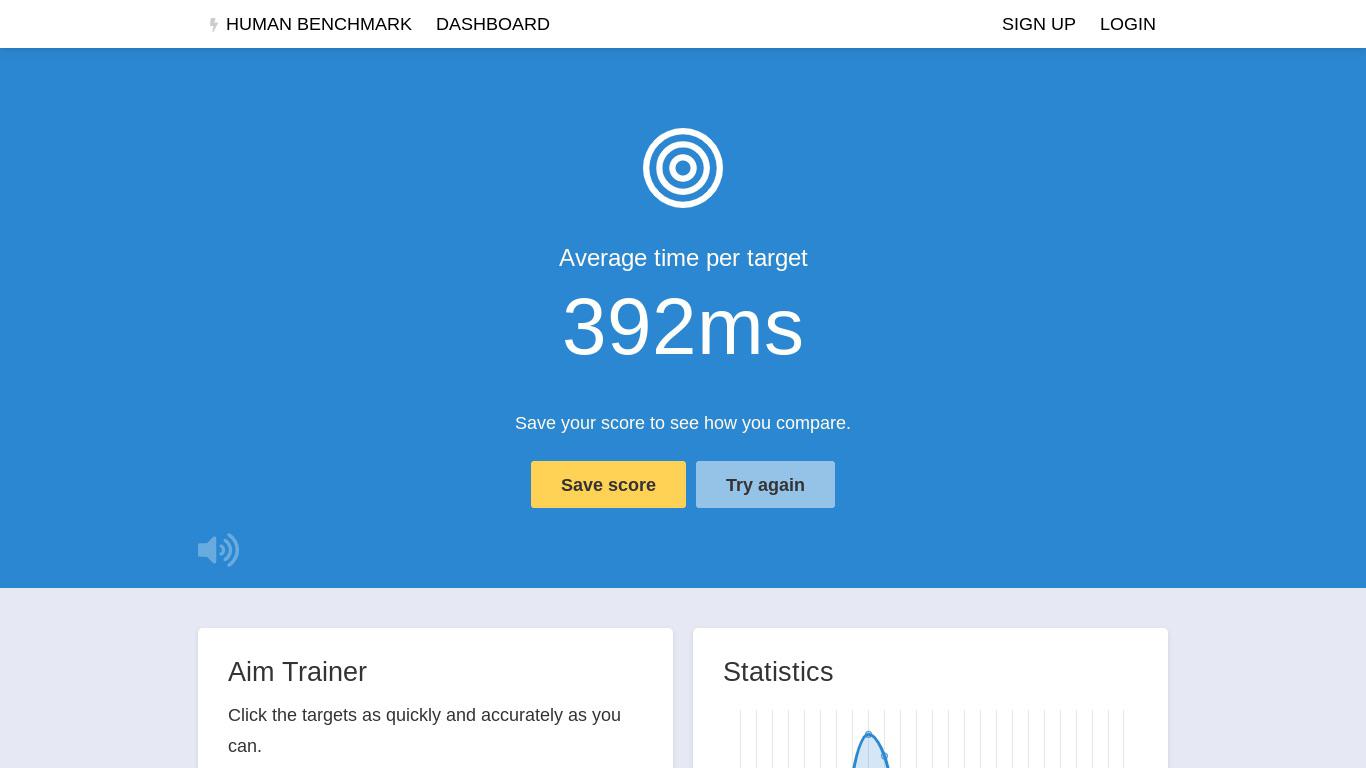 HUMAN BENCHMARK DASHBOARD SIGN UP LOGIN
Average time per target
392ms
Save your score to see how you compare.
Save score Try again
Aim Trainer
Click the targets as quickly and accurately as you
can.
Statistics